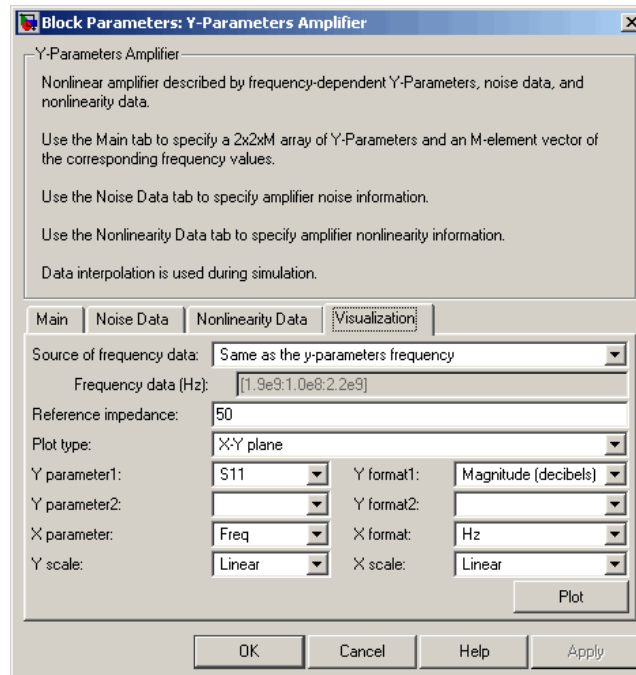 Block Parameters: Y-Parameters Amplifier
Y-Parameters Amplifier
Nonlinear amplifier described by frequency-dependent Y-Parameters, noise data, and
nonlinearity data.
Use the Main tab to specify a 2x2xM array of Y-Parameters and an M-element vector of
the corresponding frequency values.
Use the Noise Data tab to specify amplifier noise information.
Use the Nonlinearity Data tab to specify amplifier nonlinearity information.
Data interpolation is used during simulation.
Main Noise Data Nonlinearity Data Visualization
Source of frequency data: Same as the y-parameters frequency
Frequency data (Hz): [1.9e9:1.0e8:2.2e9]
Reference impedance: 50
Plot type: X-Y plane
Y parameter1: S11 Y format1: Magnitude (decibels)
Y parameter2: Y format2:
X parameter: Freq X format: Hz
Y scale: Linear X scale: Linear
Plot
OK Cancel Help Apply